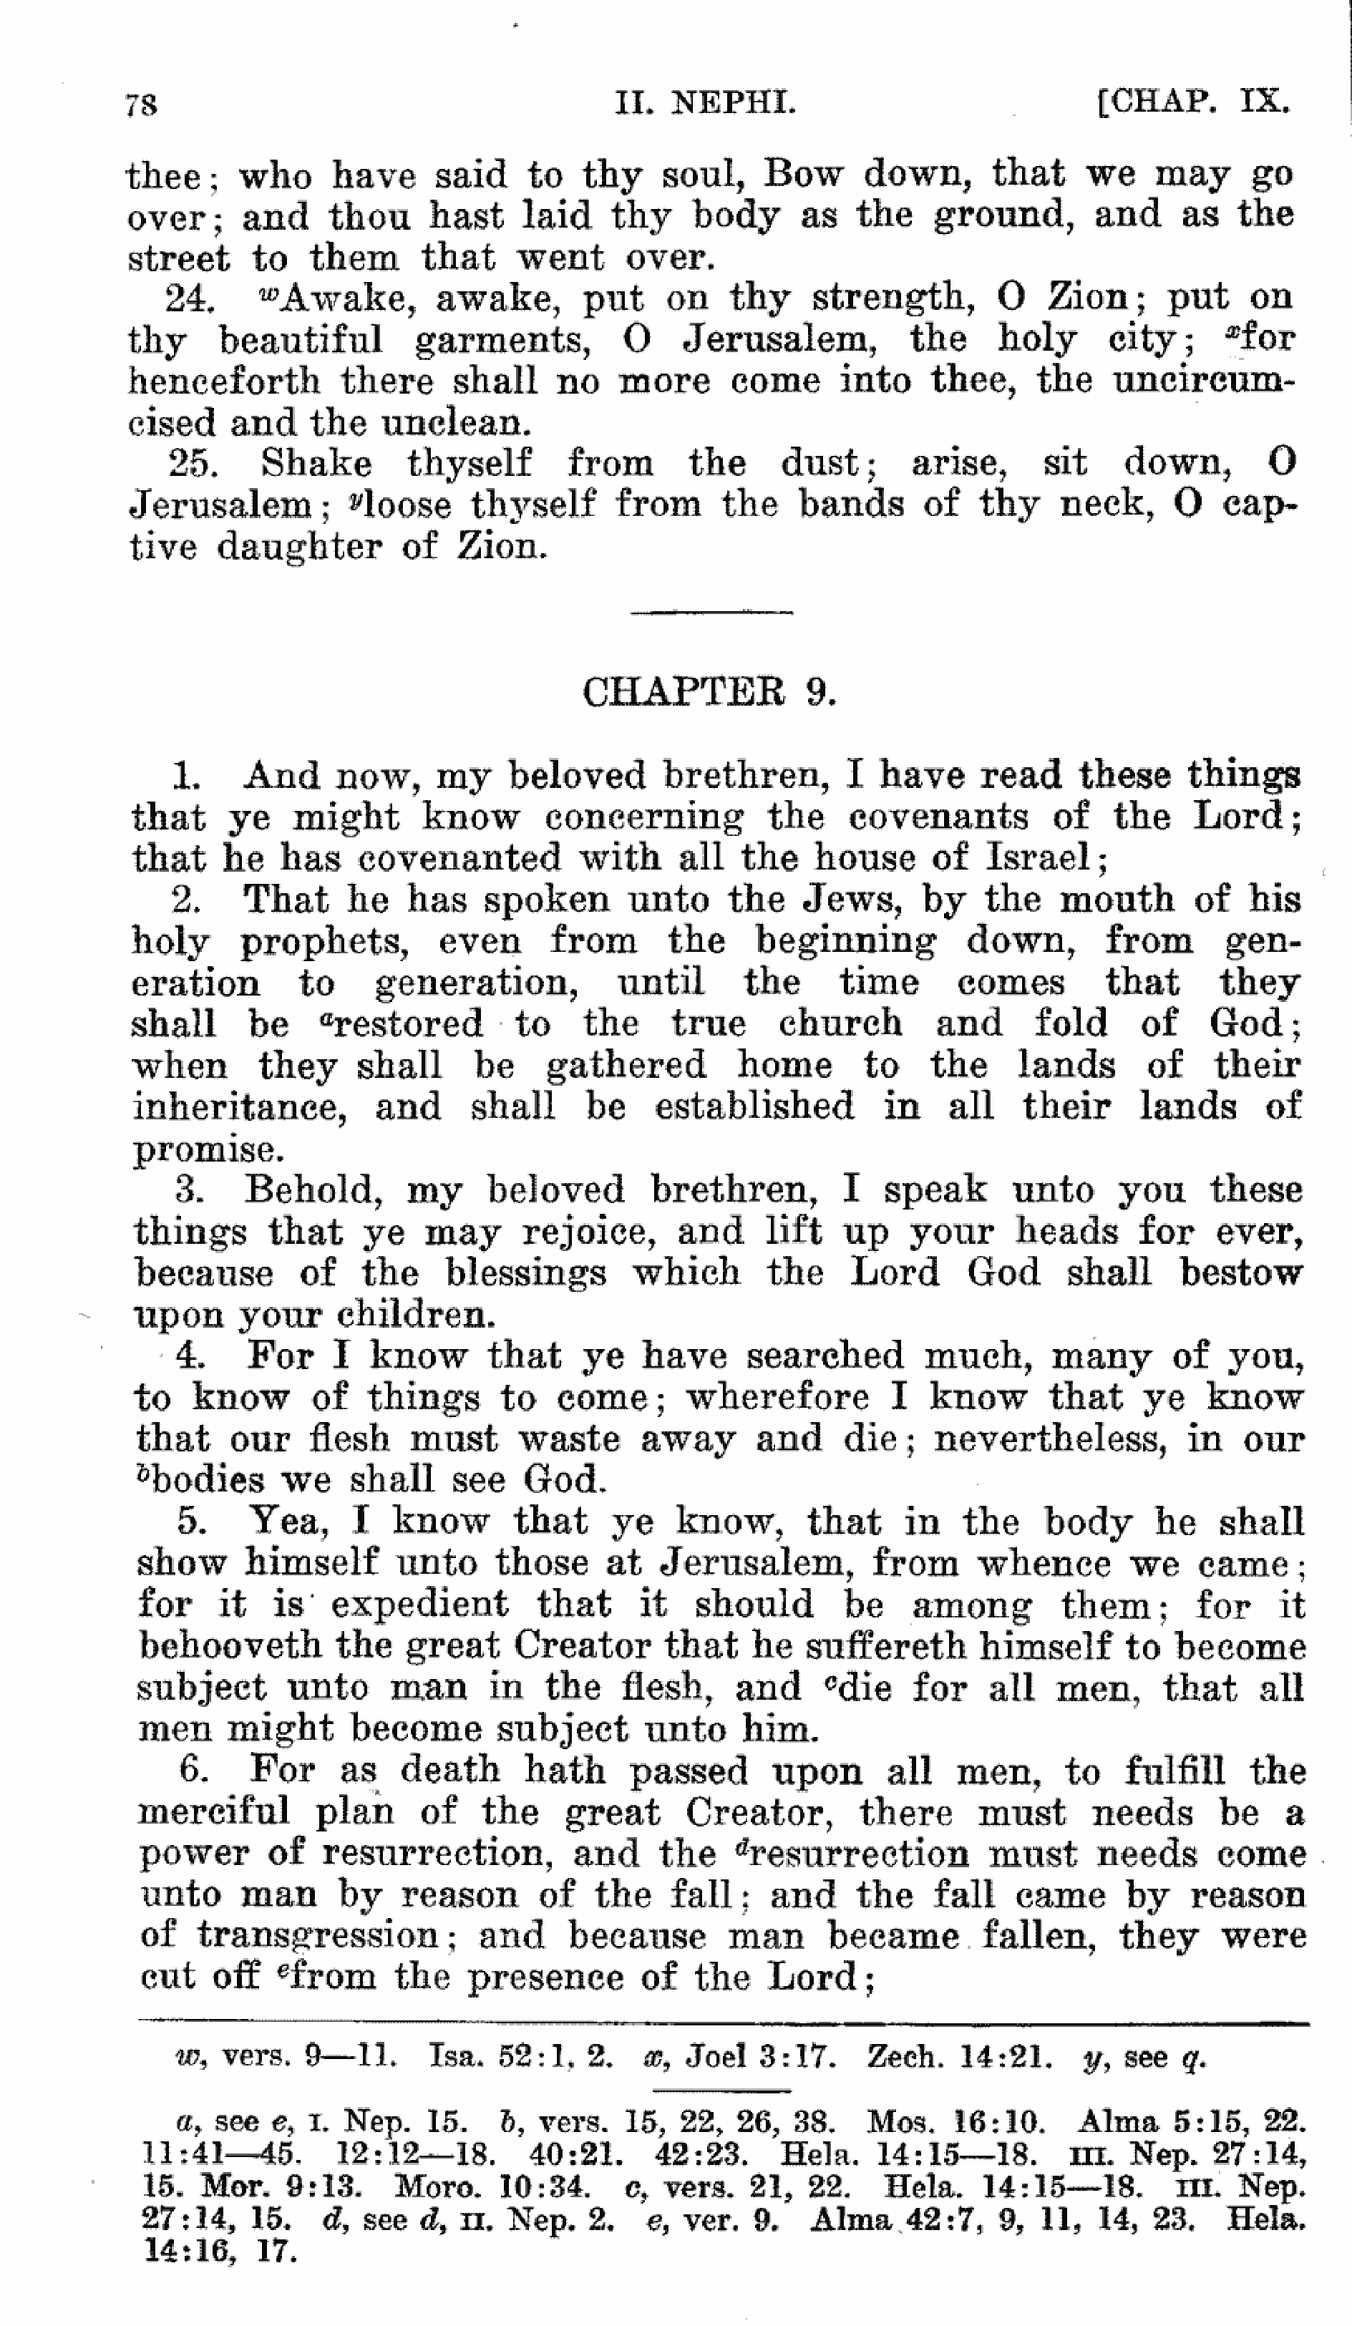 78 II. NEPHI. [CHAP. IX.
thee; who have said to thy soul, Bow down, that we may go
over; and thou hast laid thy body as the ground, and as the
street to them that went over.
24. wAwake, awake, put on thy strength, O Zion; put on
thy beautiful garments, O Jerusalem, the holy city; xfor
henceforth there shall no more come into thee, the uncircum-
cised and the unclean.
25. Shake thyself from the dust; arise, sit down, O
Jerusalem; yloose thyself from the bands of thy neck, O cap-
tive daughter of Zion.
CHAPTER 9.
1. And now, my beloved brethren, I have read these things
that ye might know concerning the covenants of the Lord;
that he has covenanted with all the house of Israel;
2. That he has spoken unto the Jews, by the mouth of his
holy prophets, even from the beginning down, from gen-
eration to generation, until the time comes that they
shall be arestored to the true church and fold of God;
when they shall be gathered home to the lands of their
inheritance, and shall be established in all their lands of
promise.
3. Behold, my beloved brethren, I speak unto you these
things that ye may rejoice, and lift up your heads for ever,
because of the blessings which the Lord God shall bestow
upon your children.
4. For I know that ye have searched much, many of you,
to know of things to come; wherefore I know that ye know
that our flesh must waste away and die; nevertheless, in our
bbodies we shall see God.
5. Yea, I know that ye know, that in the body he shall
show himself unto those at Jerusalem, from whence we came;
for it is expedient that it should be among them; for it
behooveth the great Creator that he suffereth himself to become
subject unto man in the flesh, and cdie for all men, that all
men might become subject unto him.
6. For as death hath passed upon all men, to fulfill the
merciful plan of the great Creator, there must needs be a
power of resurrection, and the dresurrection must needs come
unto man by reason of the fall; and the fall came by reason
of transgression; and because man became fallen, they were
cut off efrom the presence of the Lord;
w, vers. 9—11. Isa. 52:1, 2. x, Joel 3:17. Zech. 14:21. y, see q.
a, see e, I. Nep. 15. b, vers. 15, 22, 26, 38. Mos. 16:10. Alma 5:15, 22.
11:41—45. 12:12—18. 40:21. 42:23. Hela. 14:15—18. III. Nep. 27:14,
15. Mor. 9:13. Moro. 10:34. c, vers. 21, 22. Hela. 14:15—18. III. Nep.
27:14, 15. d, see d, II. Nep. 2. e, ver. 9. Alma 42:7, 9, 11, 14, 23. Hela.
14:16, 17.